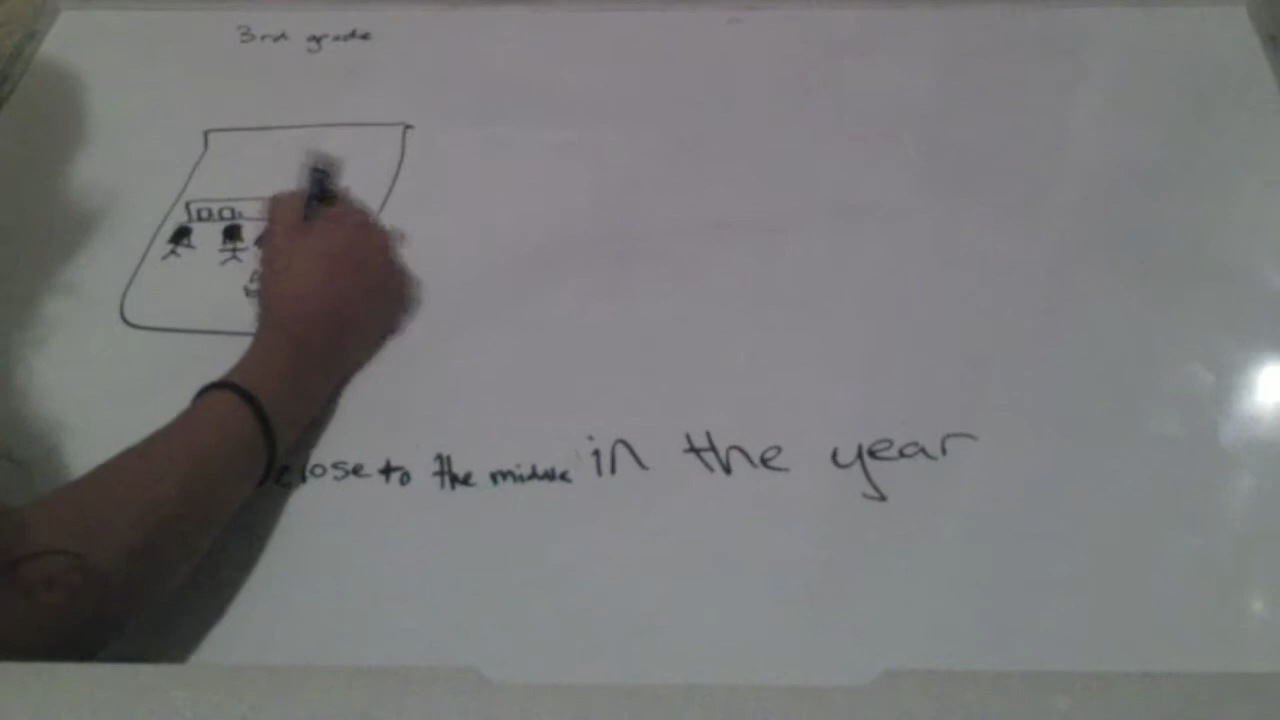 3rd grade
close to the middle in the year